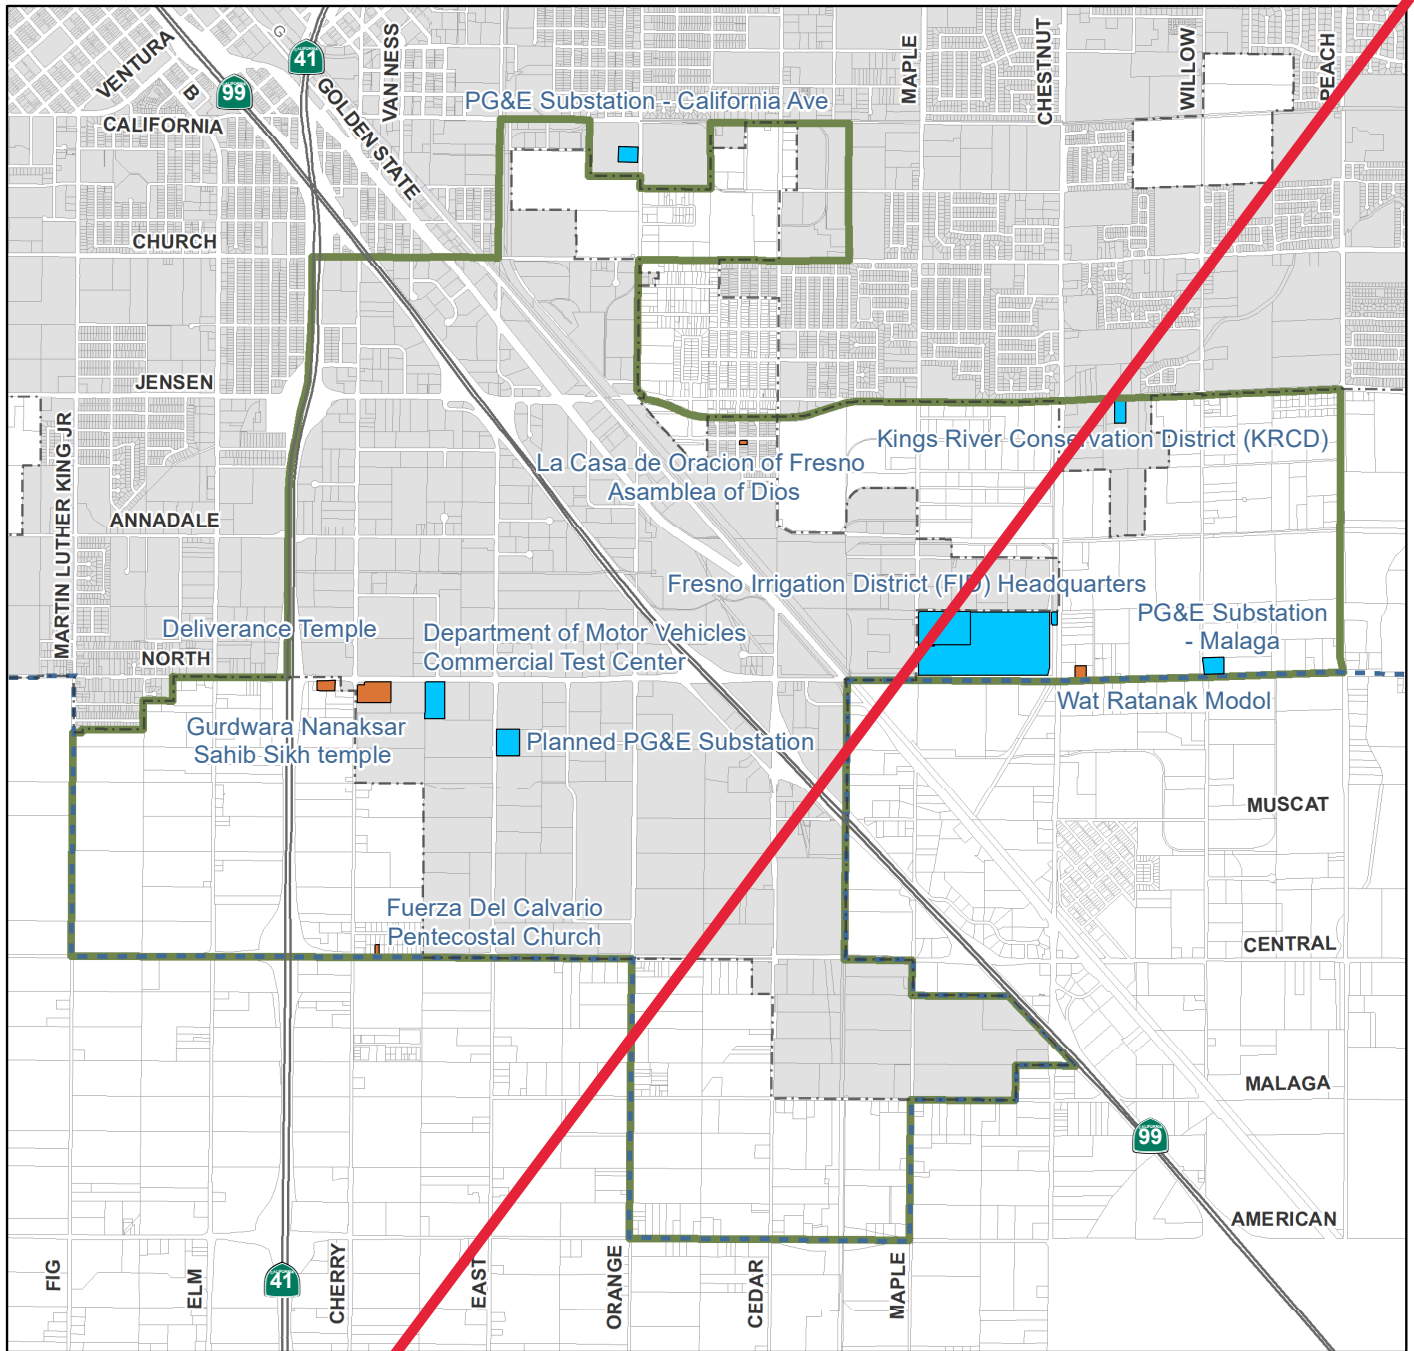 VENTURA
B
G
41
99
GOLDEN STATE
VAN NESS
MAPLE
CHESTNUT
WILLOW
PEACH
CALIFORNIA
PG&E Substation - California Ave
CHURCH
JENSEN
MARTIN LUTHER KING JR
Kings River Conservation District (KRCD)
La Casa de Oracion of Fresno
Asamblea of Dios
ANNADALE
Fresno Irrigation District (FID) Headquarters
PG&E Substation
- Malaga
Deliverance Temple
Department of Motor Vehicles
Commercial Test Center
NORTH
Wat Ratanak Modol
Gurdwara Nanaksar
Sahib Sikh temple
Planned PG&E Substation
MUSCAT
Fuerza Del Calvario
Pentecostal Church
CENTRAL
MALAGA
99
AMERICAN
FIG
ELM
41
CHERRY
EAST
ORANGE
CEDAR
MAPLE